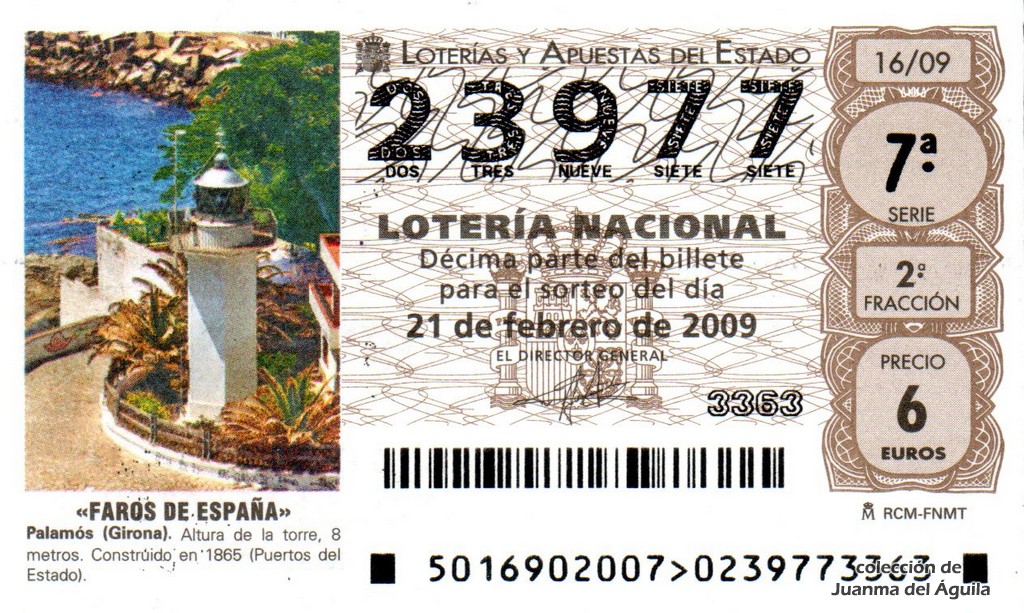 LOTERÍAS Y APUESTAS DEL ESTADO
23977
DOS TRES NUEVE SIETE SIETE
LOTERÍA NACIONAL
Décima parte del billete
para el sorteo del día
21 de febrero de 2009
EL DIRECTOR GENERAL
3363
16/09
7ª
SERIE
2ª
FRACCIÓN
PRECIO
6
EUROS
RCM-FNMT
«FAROS DE ESPAÑA»
Palamós (Girona). Altura de la torre, 8
metros. Construido en 1865 (Puertos del
Estado).
5016902007>0239773363
colección de
Juanma del Águila